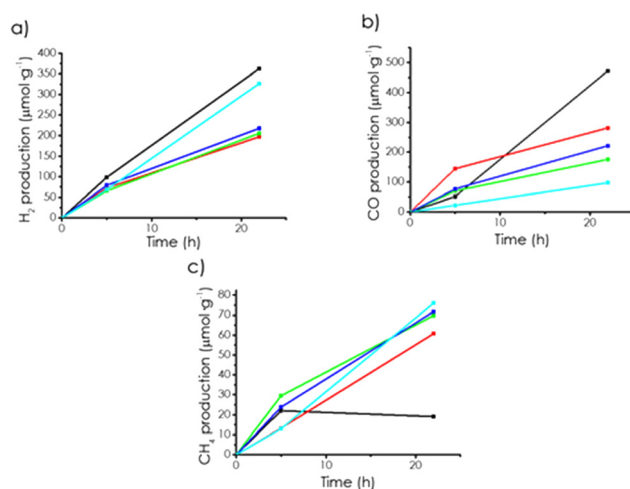 a)
H₂ production (µmol·g⁻¹)
400
350
300
250
200
150
100
50
0
0 10 20
Time (h)
b)
CO production (µmol·g⁻¹)
500
400
300
200
100
0
0 10 20
Time (h)
c)
CH₄ production (µmol·g⁻¹)
80
70
60
50
40
30
20
10
0
0 10 20
Time (h)